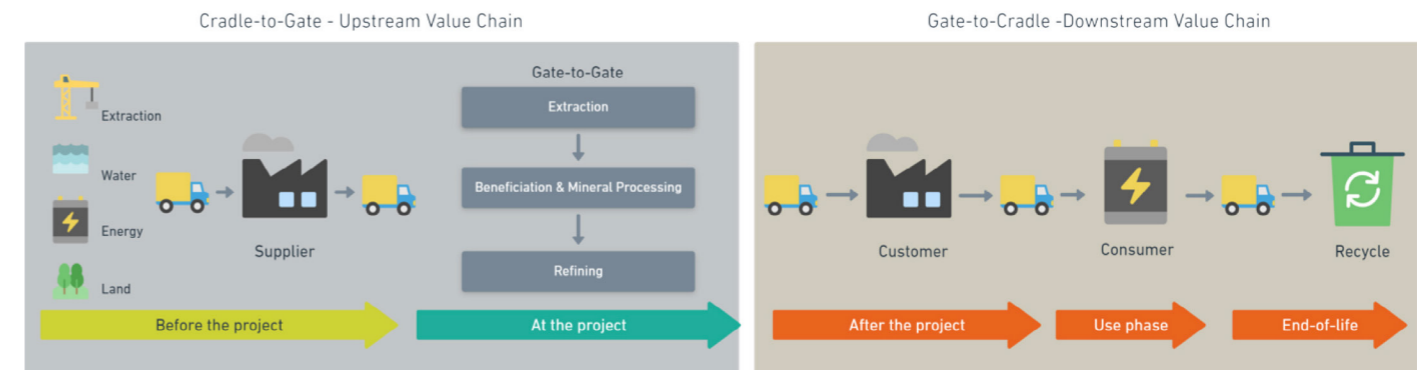 Cradle-to-Gate - Upstream Value Chain
Gate-to-Cradle -Downstream Value Chain
Extraction
Water
Energy
Land
Supplier
Gate-to-Gate
Extraction
Beneficiation & Mineral Processing
Refining
Customer
Consumer
Recycle
Before the project
At the project
After the project
Use phase
End-of-life